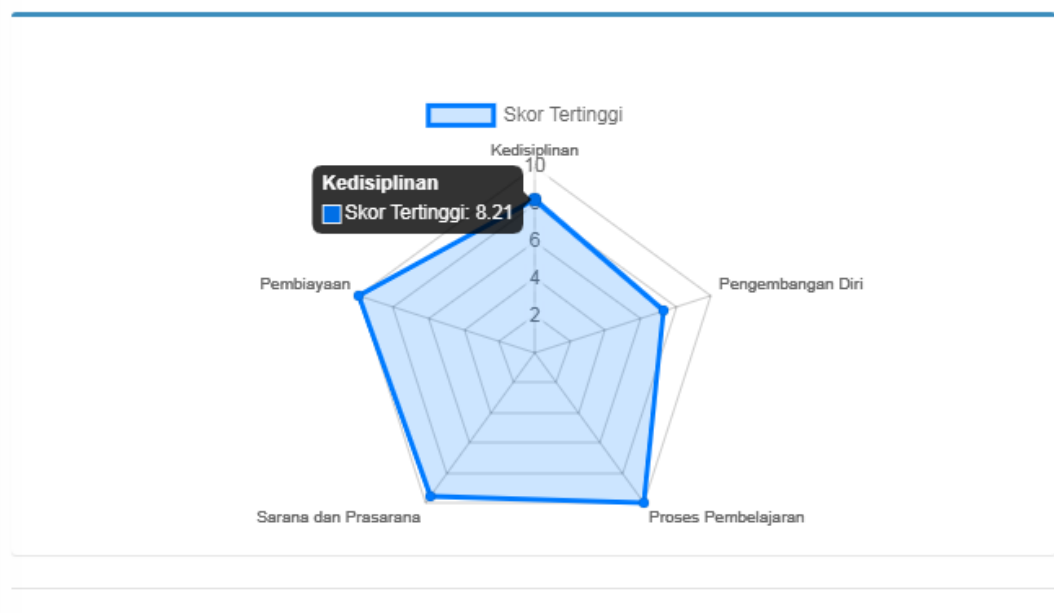 Skor Tertinggi
Kedisiplinan
10
Kedisiplinan
Skor Tertinggi: 8.21
6
4
2
Pembiayaan
Pengembangan Diri
Sarana dan Prasarana
Proses Pembelajaran